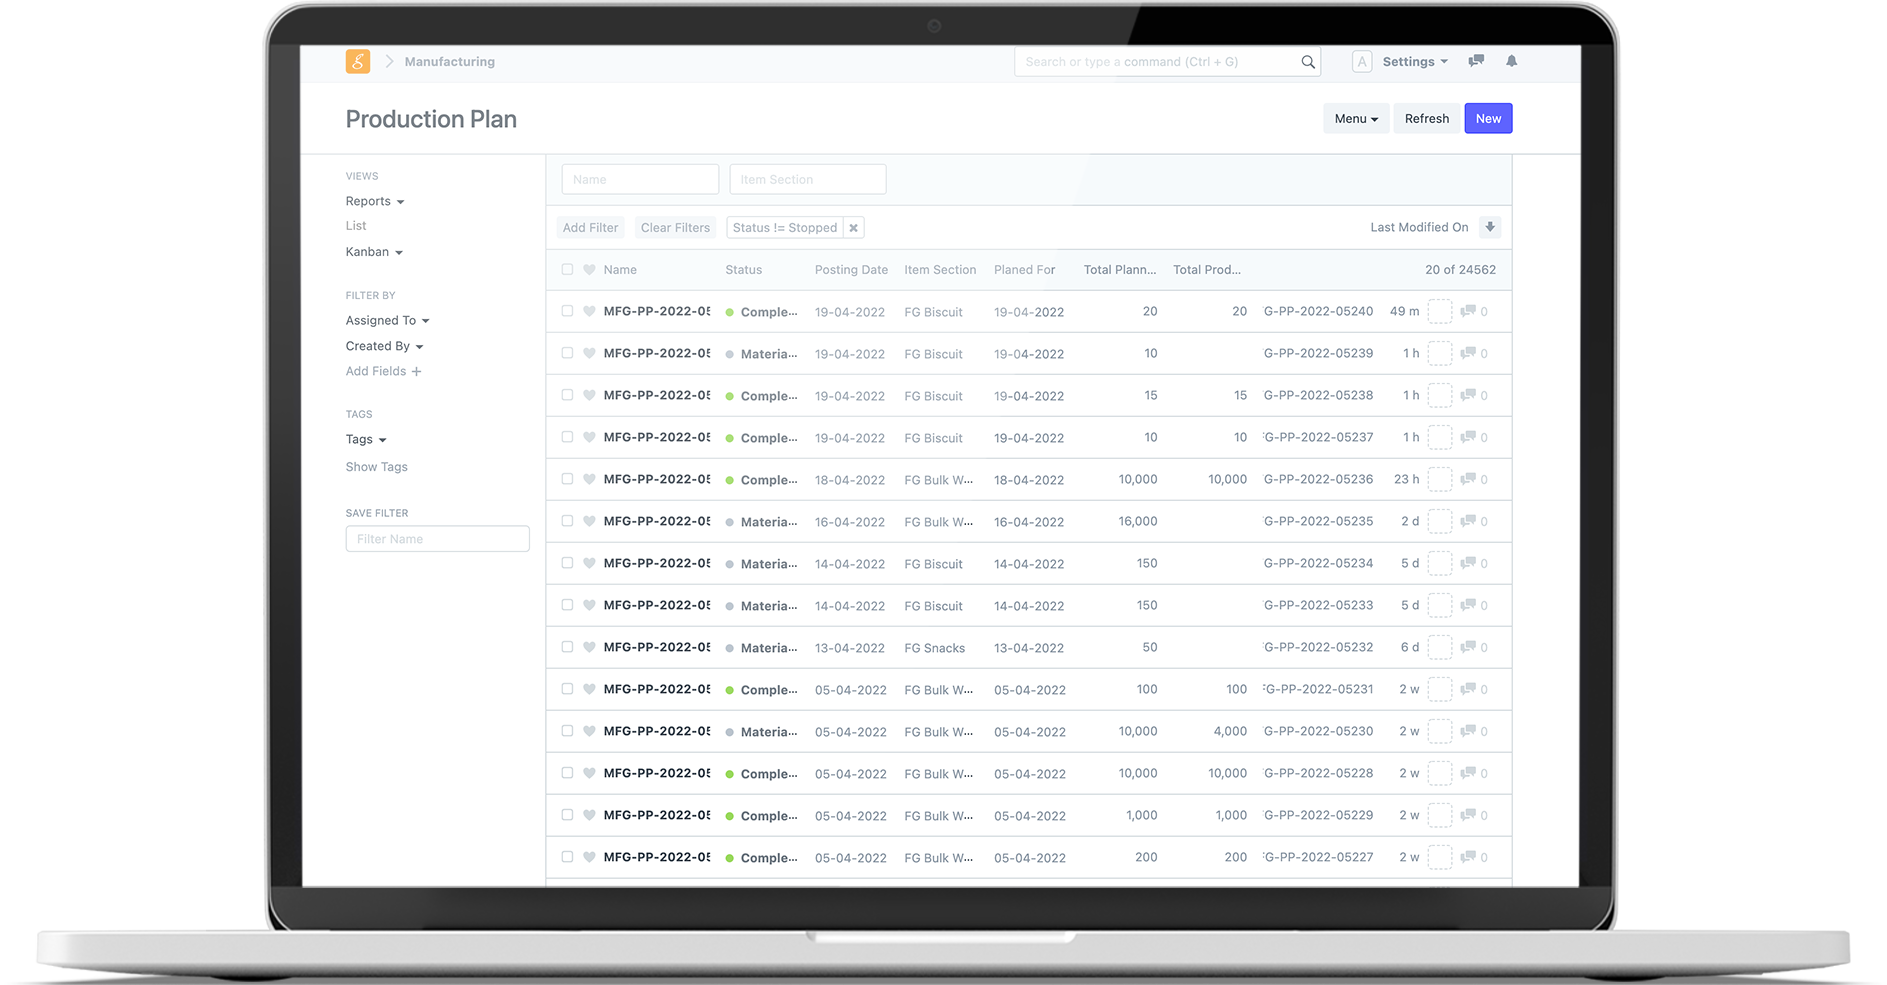 Manufacturing
Search or type a command (Ctrl + G)
A Settings
Production Plan
Menu Refresh New
VIEWS
Reports
List
Kanban
FILTER BY
Assigned To
Created By
Add Fields +
TAGS
Tags
Show Tags
SAVE FILTER
Filter Name
Name Item Section
Add Filter Clear Filters Status != Stopped Last Modified On
Name Status Posting Date Item Section Planed For Total Plann... Total Prod... 20 of 24562
MFG-PP-2022-05 Comple... 19-04-2022 FG Biscuit 19-04-2022 20 20 G-PP-2022-05240 49 m 0
MFG-PP-2022-05 Materia... 19-04-2022 FG Biscuit 19-04-2022 10 G-PP-2022-05239 1 h 0
MFG-PP-2022-05 Comple... 19-04-2022 FG Biscuit 19-04-2022 15 15 G-PP-2022-05238 1 h 0
MFG-PP-2022-05 Comple... 19-04-2022 FG Biscuit 19-04-2022 10 10 G-PP-2022-05237 1 h 0
MFG-PP-2022-05 Comple... 18-04-2022 FG Bulk W... 18-04-2022 10,000 10,000 G-PP-2022-05236 23 h 0
MFG-PP-2022-05 Materia... 16-04-2022 FG Bulk W... 16-04-2022 16,000 G-PP-2022-05235 2 d 0
MFG-PP-2022-05 Materia... 14-04-2022 FG Biscuit 14-04-2022 150 G-PP-2022-05234 5 d 0
MFG-PP-2022-05 Materia... 14-04-2022 FG Biscuit 14-04-2022 150 G-PP-2022-05233 5 d 0
MFG-PP-2022-05 Materia... 13-04-2022 FG Snacks 13-04-2022 50 G-PP-2022-05232 6 d 0
MFG-PP-2022-05 Comple... 05-04-2022 FG Bulk W... 05-04-2022 100 100 G-PP-2022-05231 2 w 0
MFG-PP-2022-05 Materia... 05-04-2022 FG Bulk W... 05-04-2022 10,000 4,000 G-PP-2022-05230 2 w 0
MFG-PP-2022-05 Comple... 05-04-2022 FG Bulk W... 05-04-2022 10,000 10,000 G-PP-2022-05228 2 w 0
MFG-PP-2022-05 Comple... 05-04-2022 FG Bulk W... 05-04-2022 1,000 1,000 G-PP-2022-05229 2 w 0
MFG-PP-2022-05 Comple... 05-04-2022 FG Bulk W... 05-04-2022 200 200 G-PP-2022-05227 2 w 0